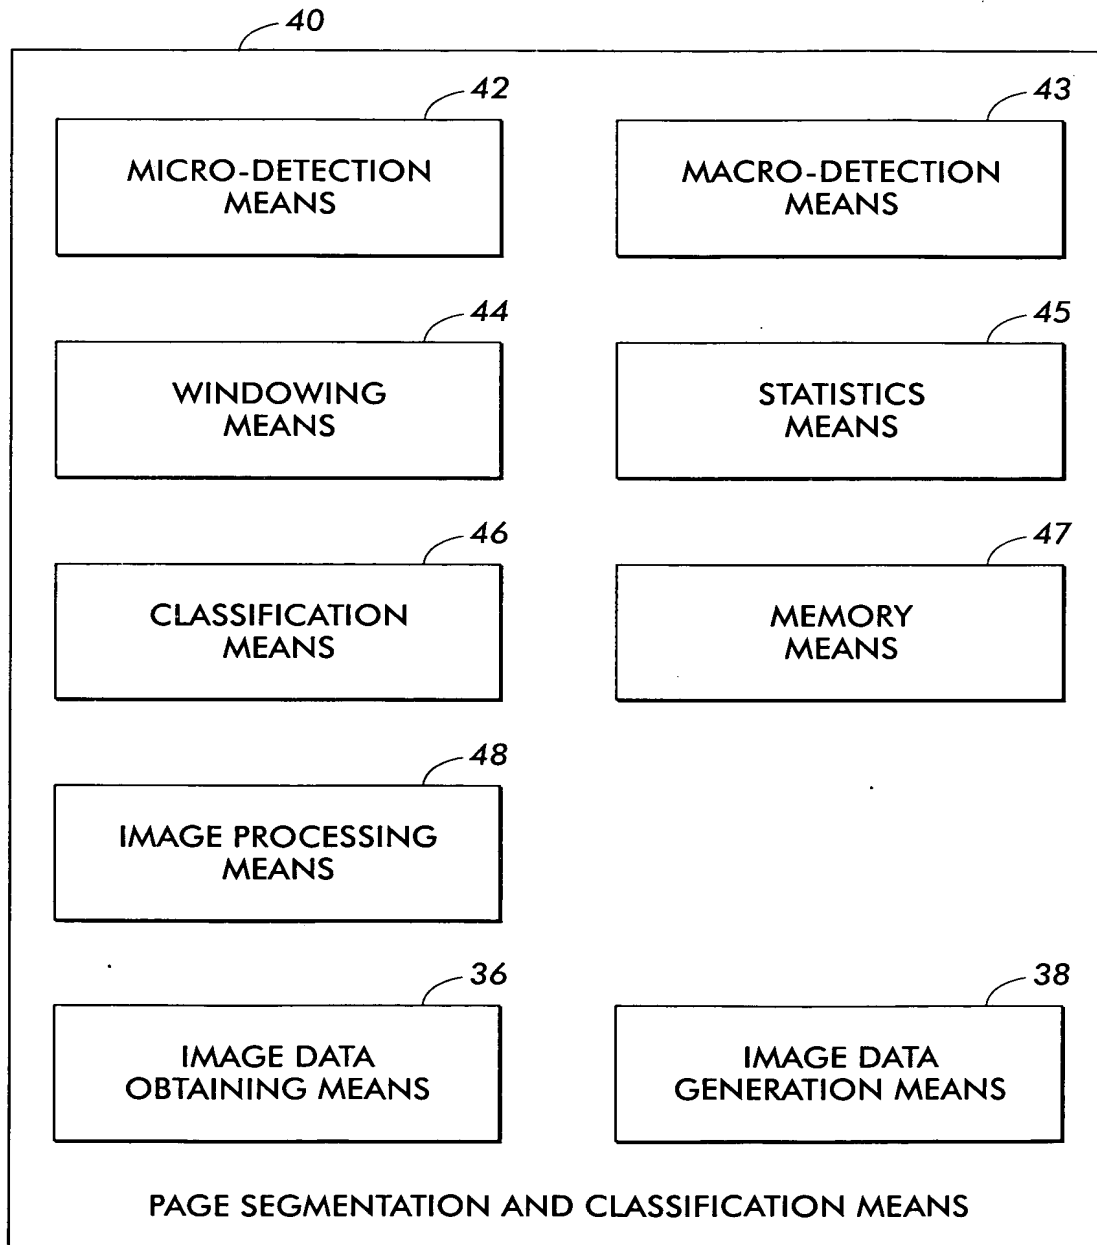 40
42
MICRO-DETECTION
MEANS
43
MACRO-DETECTION
MEANS
44
WINDOWING
MEANS
45
STATISTICS
MEANS
46
CLASSIFICATION
MEANS
47
MEMORY
MEANS
48
IMAGE PROCESSING
MEANS
36
IMAGE DATA
OBTAINING MEANS
38
IMAGE DATA
GENERATION MEANS
PAGE SEGMENTATION AND CLASSIFICATION MEANS